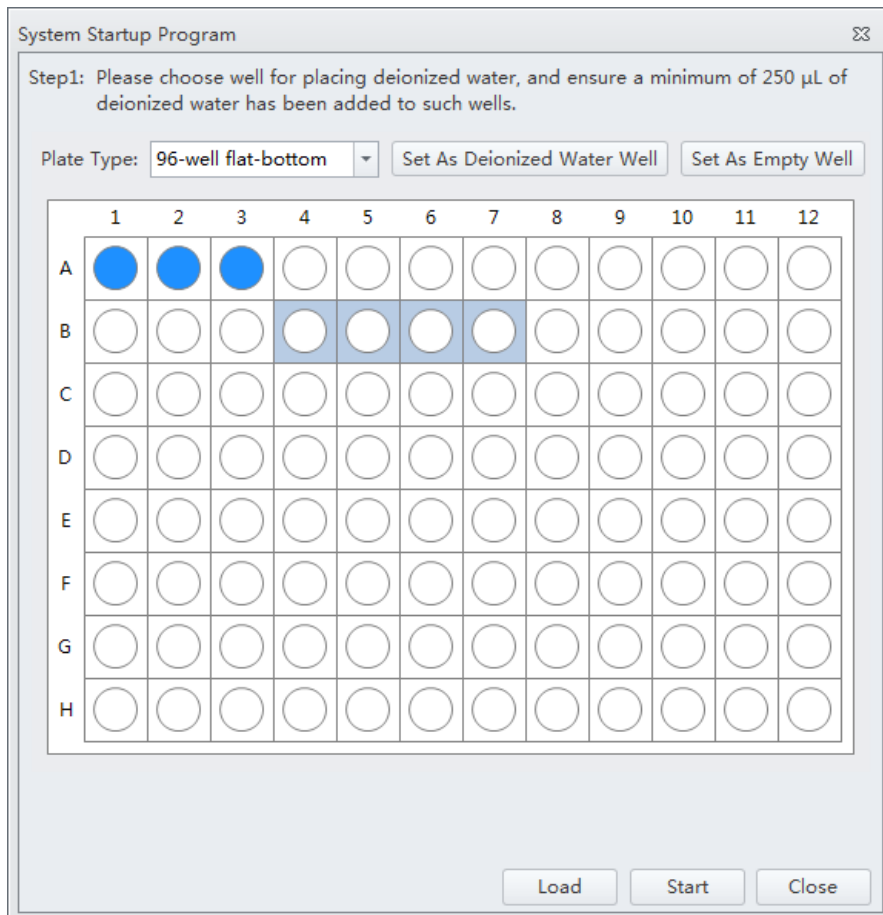 System Startup Program
Step1: Please choose well for placing deionized water, and ensure a minimum of 250 µL of
deionized water has been added to such wells.
Plate Type: 96-well flat-bottom Set As Deionized Water Well Set As Empty Well
1 2 3 4 5 6 7 8 9 10 11 12
A
B
C
D
E
F
G
H
Load Start Close